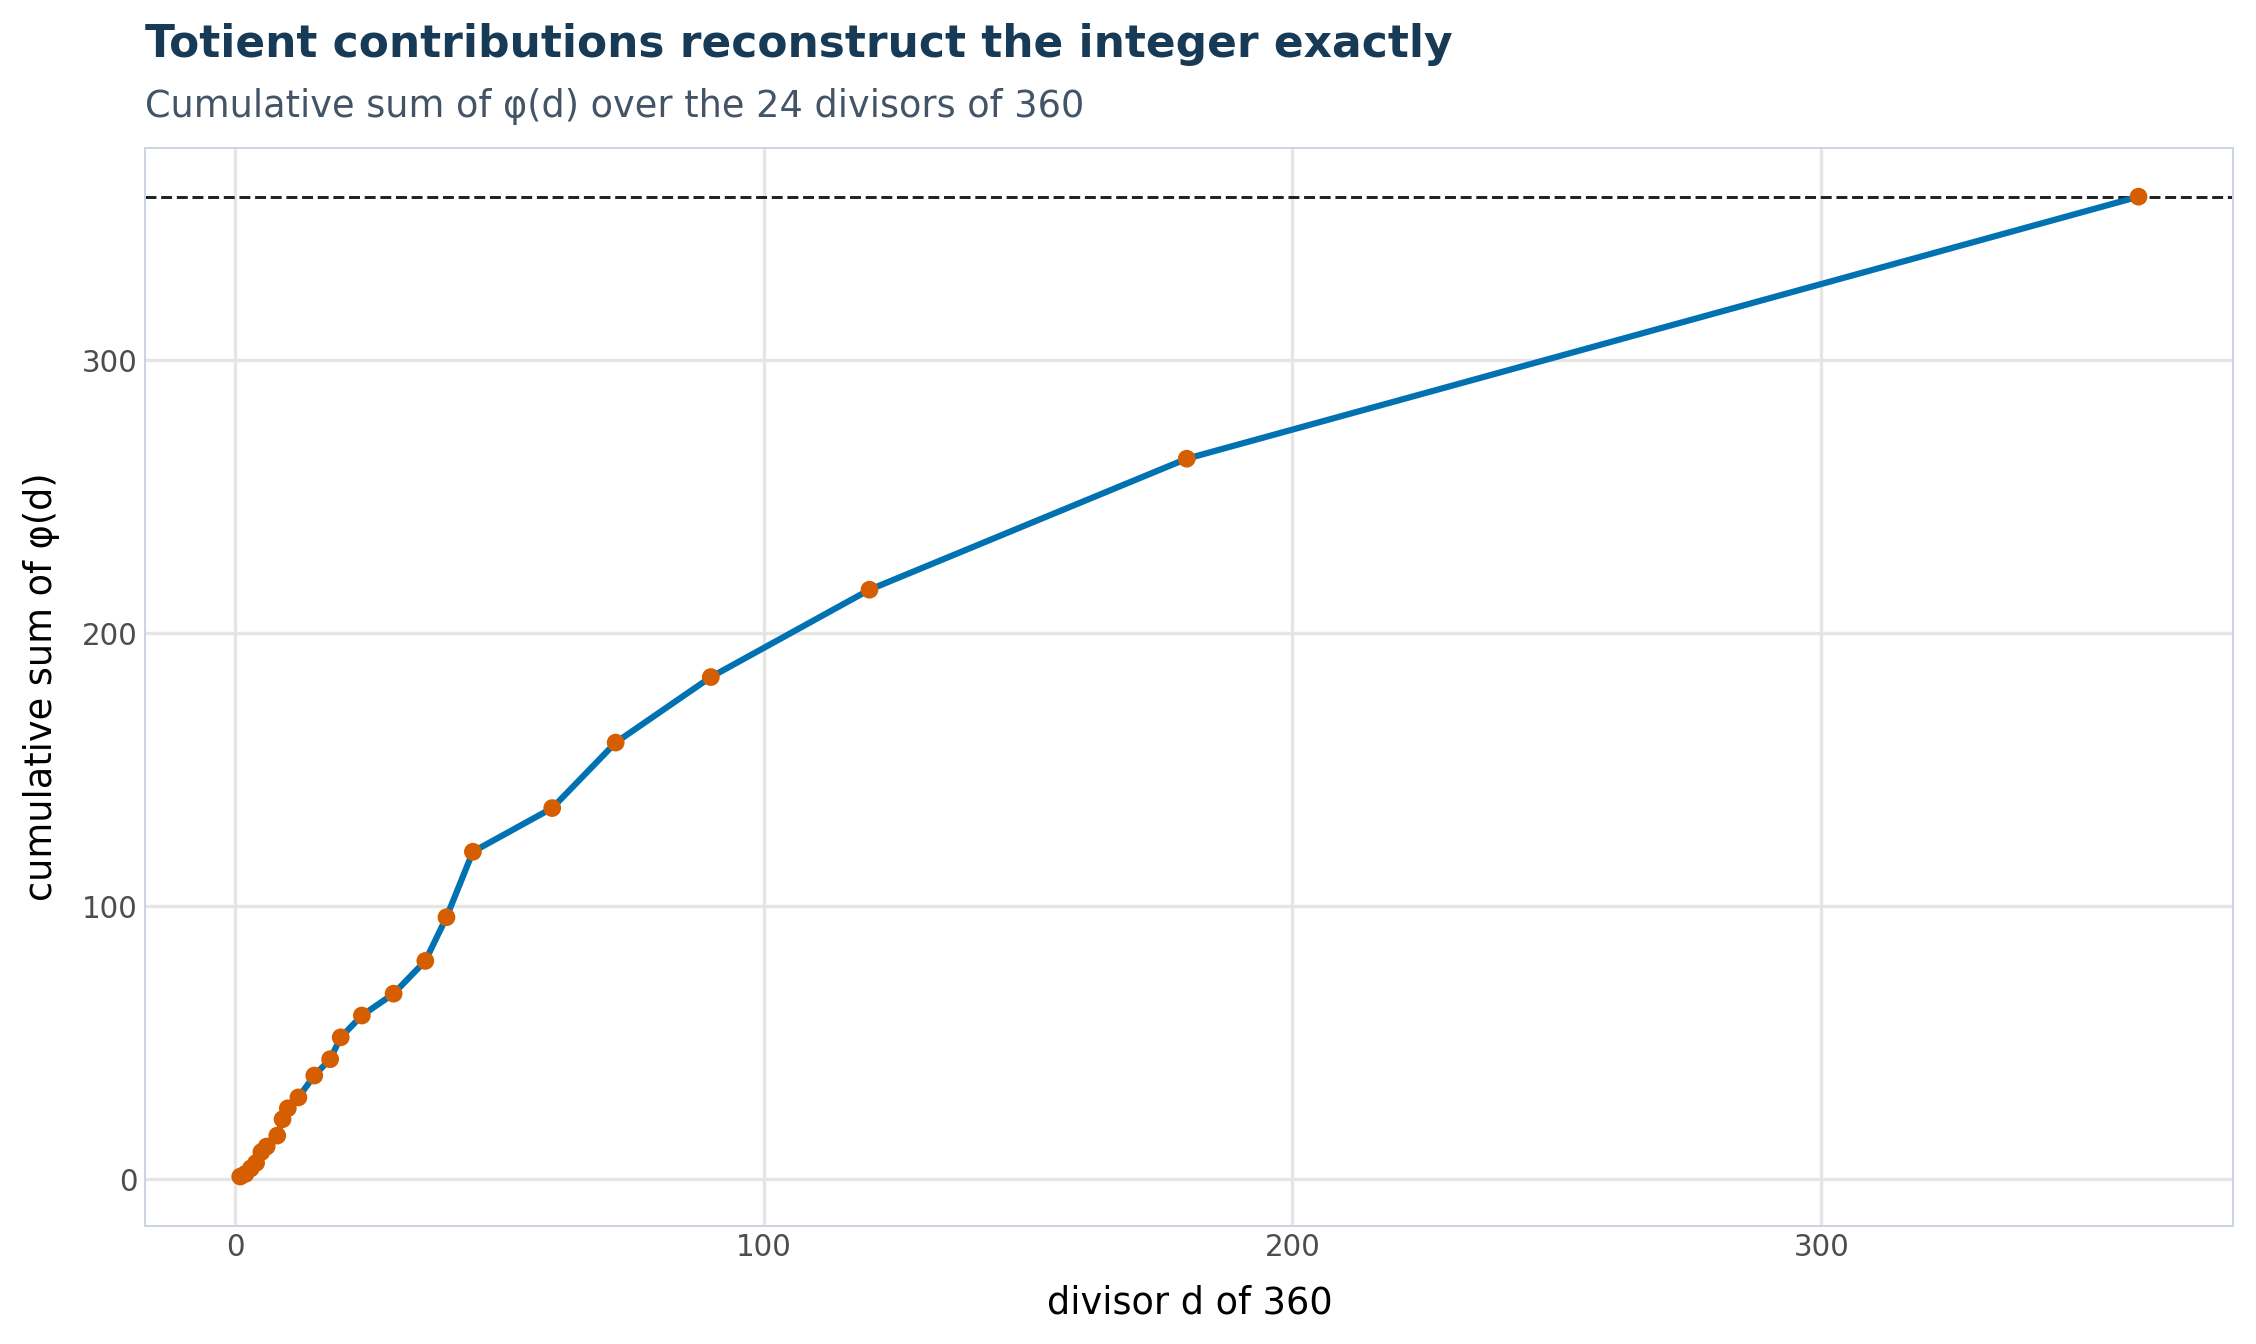 Totient contributions reconstruct the integer exactly
Cumulative sum of φ(d) over the 24 divisors of 360
cumulative sum of φ(d)
300
200
100
0
0
100
200
300
divisor d of 360